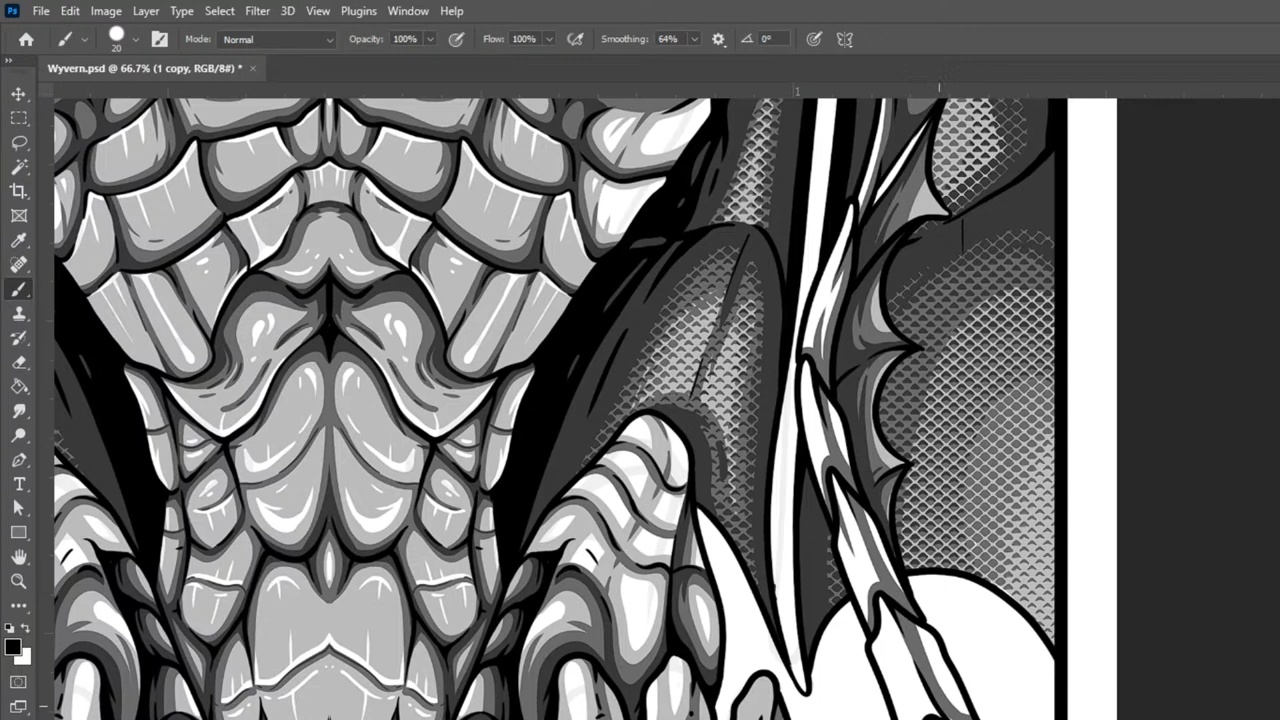 Ps File Edit Image Layer Type Select Filter 3D View Plugins Window Help
20 Mode: Normal Opacity: 100% Flow: 100% Smoothing: 64% 0°
Wyvern.psd @ 66.7% (1 copy, RGB/8#) * ×
1
T